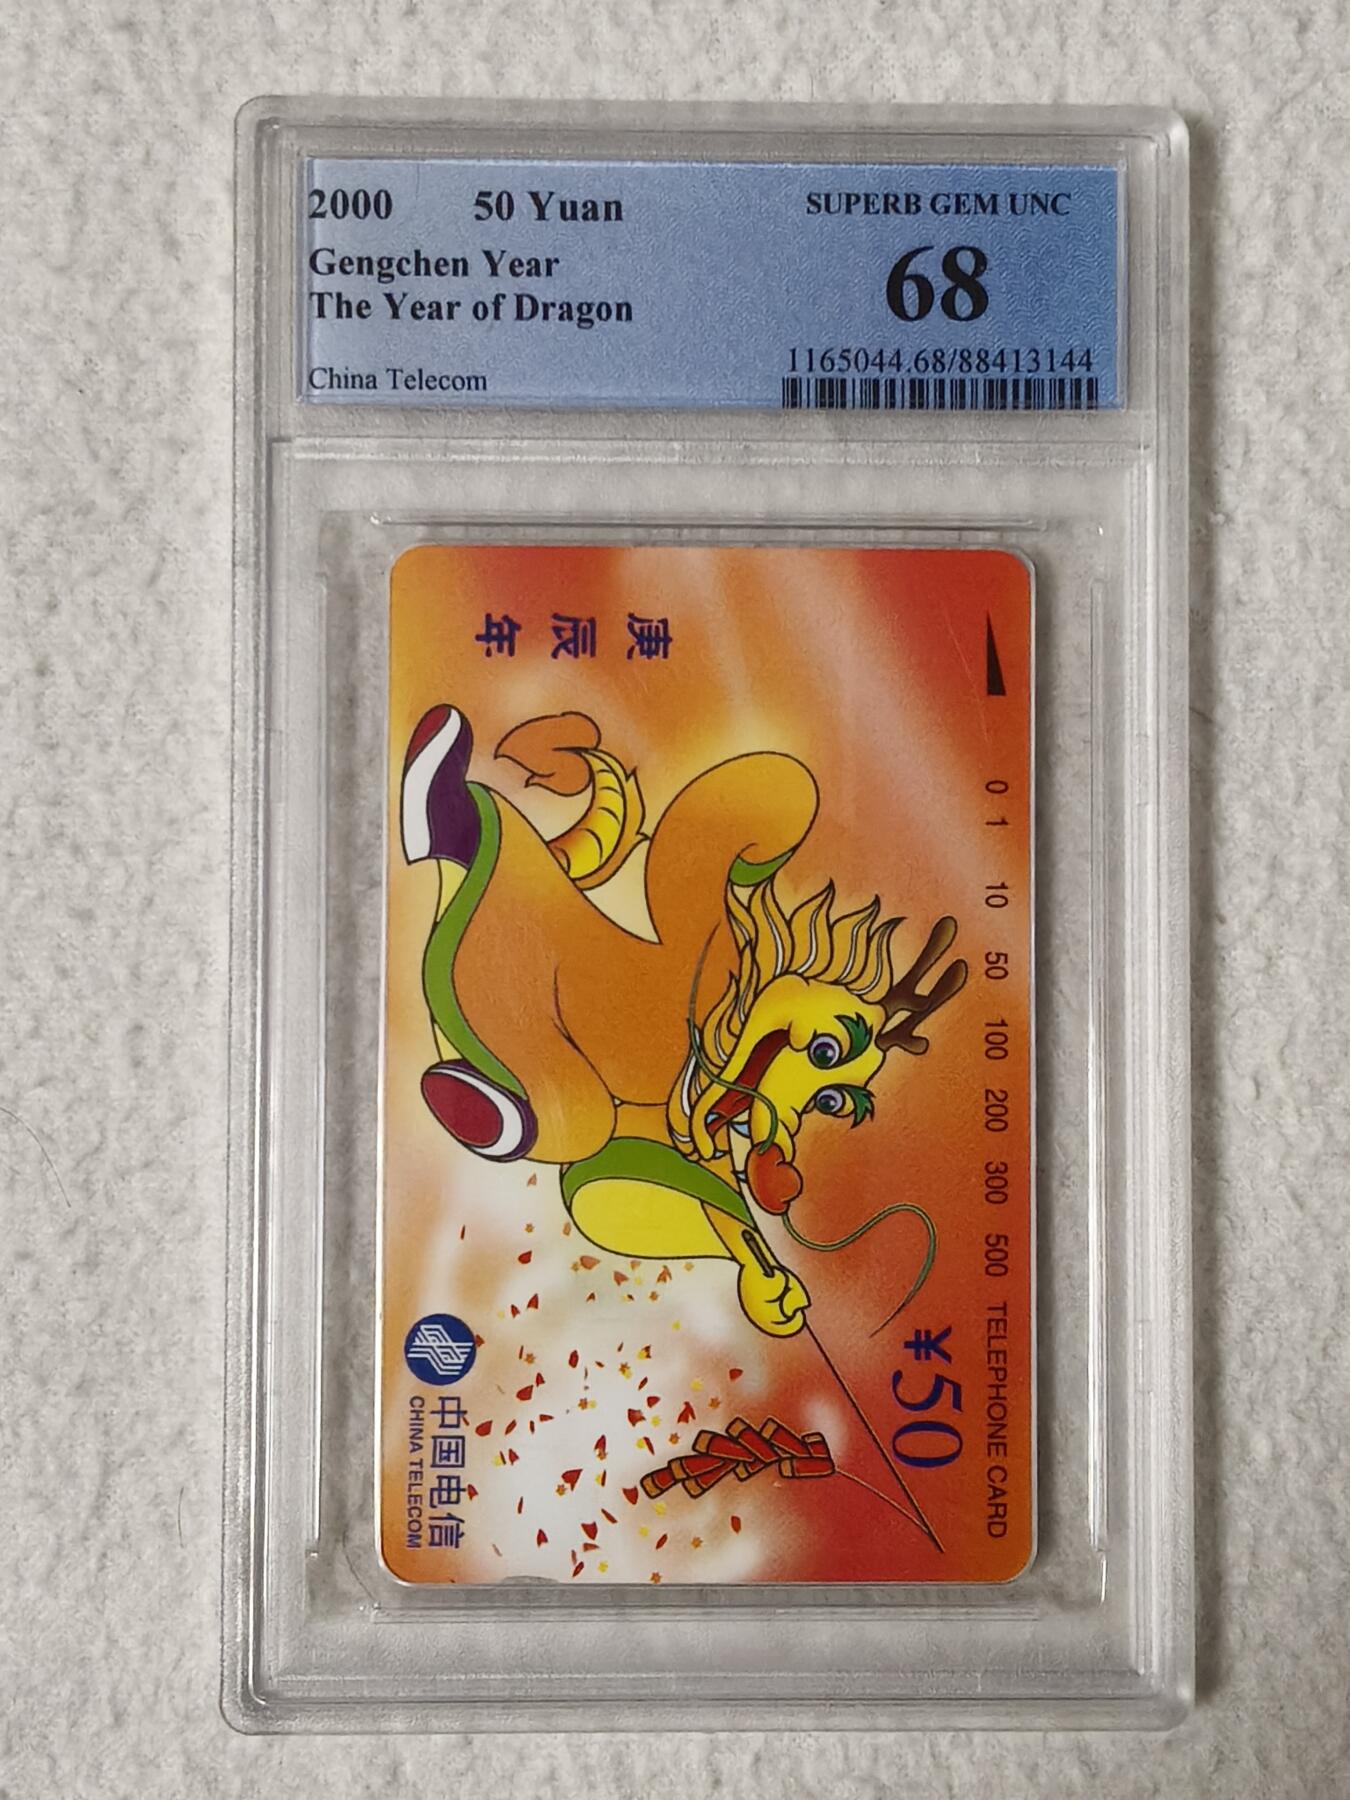 2000 50 Yuan
Gengchen Year
The Year of Dragon
China Telecom
SUPERB GEM UNC
68
1165044.68/88413144
0 1 10 50 100 200 300 500 TELEPHONE CARD
¥50
庚辰年
中国电信
CHINA TELECOM